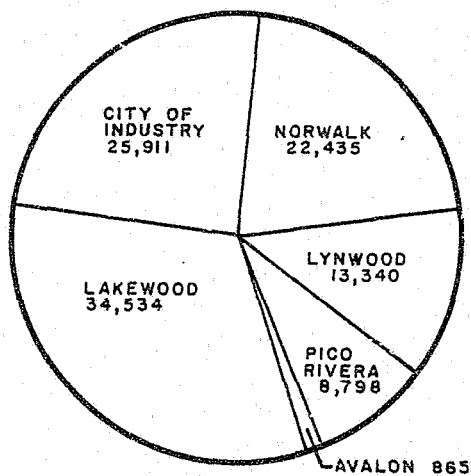 CITY OF
INDUSTRY
25,911
NORWALK
22,435
LYNWOOD
13,340
LAKEWOOD
34,534
PICO
RIVERA
8,798
AVALON 865